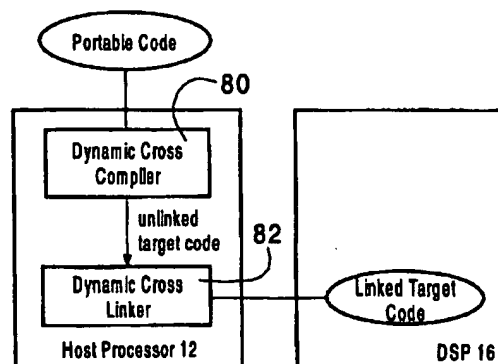 Portable Code
80
Dynamic Cross
Compiler
unlinked
target code
82
Dynamic Cross
Linker
Linked Target
Code
Host Processor 12
DSP 16